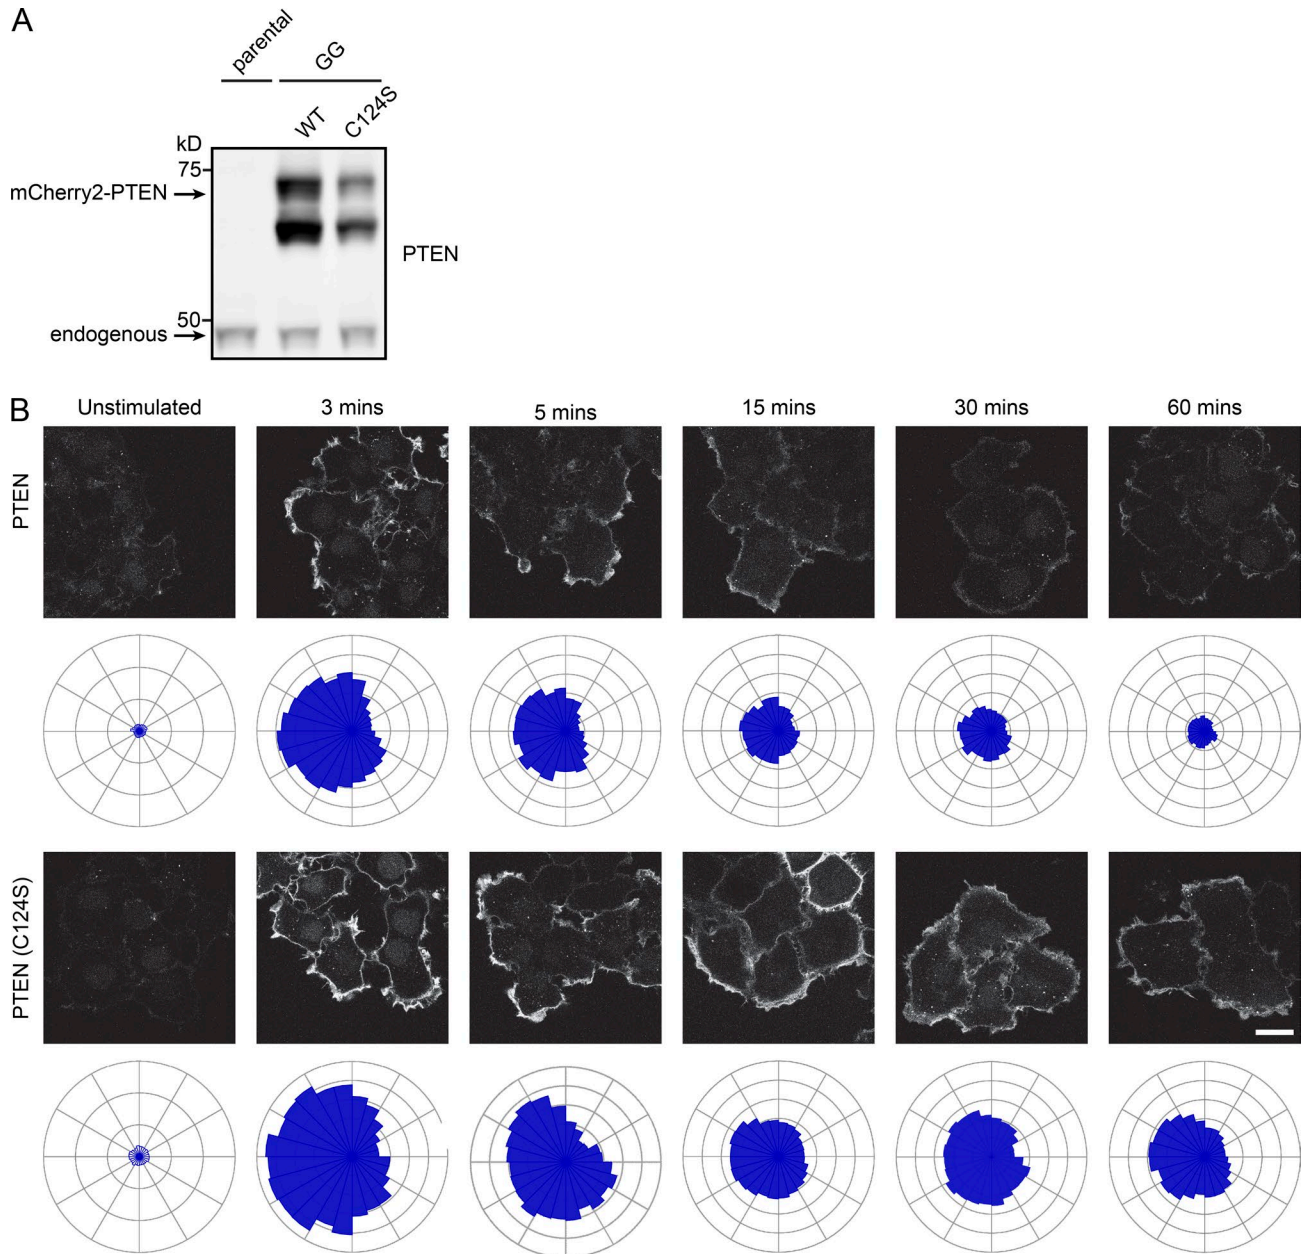 A
parental
GG
WT
C124S
kD
75
mCherry2-PTEN
PTEN
50
endogenous
B
Unstimulated
3 mins
5 mins
15 mins
30 mins
60 mins
PTEN
PTEN (C124S)